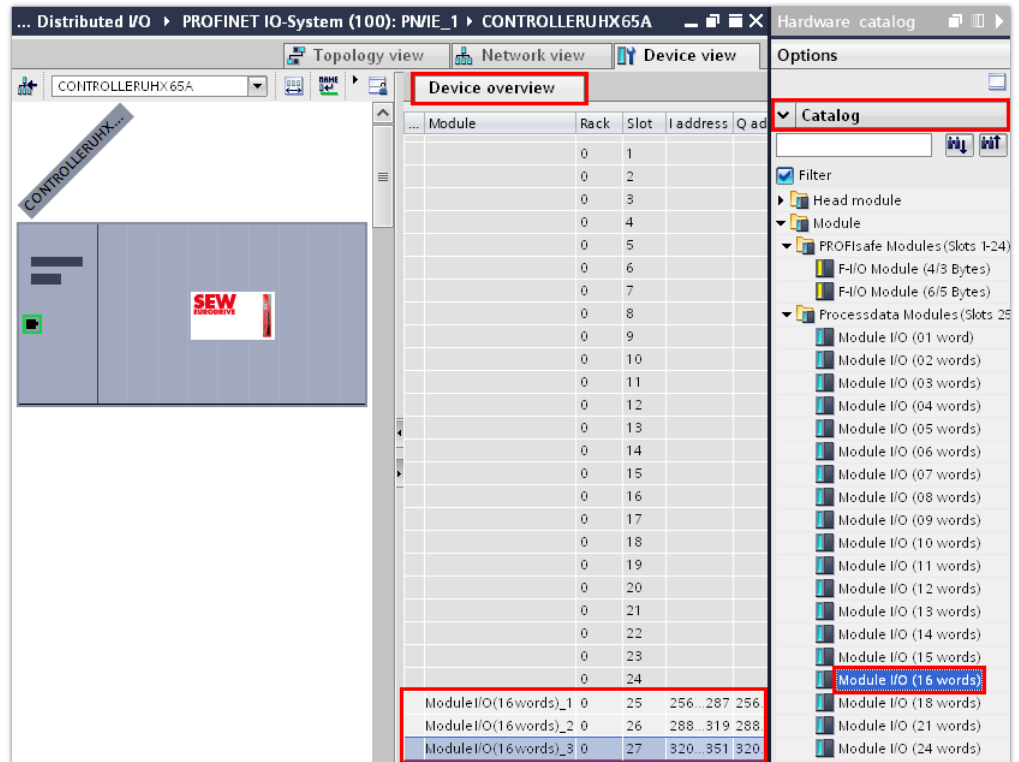 ... Distributed I/O ▸ PROFINET IO-System (100): PN/IE_1 ▸ CONTROLLERUHX65A
Hardware catalog
Topology view
Network view
Device view
Options
CONTROLLERUHX65A
Device overview
CONTROLLERUHX...
SEW
EURODRIVE
... Module Rack Slot I address Q ad
0 1
0 2
0 3
0 4
0 5
0 6
0 7
0 8
0 9
0 10
0 11
0 12
0 13
0 14
0 15
0 16
0 17
0 18
0 19
0 20
0 21
0 22
0 23
0 24
Module I/O (16 words)_1 0 25 256...287 256.
Module I/O (16 words)_2 0 26 288...319 288.
Module I/O (16 words)_3 0 27 320...351 320.
Catalog
Filter
Head module
Module
PROFIsafe Modules (Slots 1-24)
F-I/O Module (4/3 Bytes)
F-I/O Module (6/5 Bytes)
Processdata Modules (Slots 25
Module I/O (01 word)
Module I/O (02 words)
Module I/O (03 words)
Module I/O (04 words)
Module I/O (05 words)
Module I/O (06 words)
Module I/O (07 words)
Module I/O (08 words)
Module I/O (09 words)
Module I/O (10 words)
Module I/O (11 words)
Module I/O (12 words)
Module I/O (13 words)
Module I/O (14 words)
Module I/O (15 words)
Module I/O (16 words)
Module I/O (18 words)
Module I/O (21 words)
Module I/O (24 words)